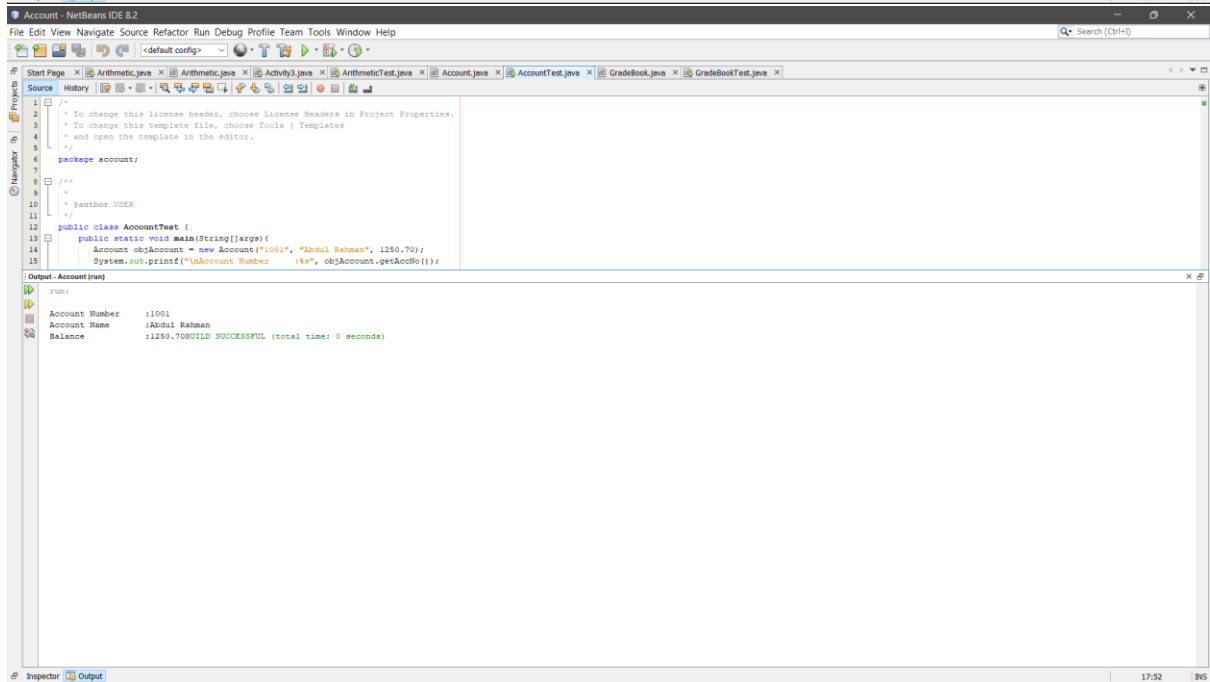 Account - NetBeans IDE 8.2
File Edit View Navigate Source Refactor Run Debug Profile Team Tools Window Help
Search (Ctrl+I)
<default config>
Start Page Arithmetic.java Arithmetic.java Activity3.java ArithmeticTest.java Account.java AccountTest.java GradeBook.java GradeBookTest.java
Projects
Navigator
Source History
1 /*
2 * To change this license header, choose License Headers in Project Properties.
3 * To change this template file, choose Tools | Templates
4 * and open the template in the editor.
5 */
6 package account;
7
8 /**
9 *
10 * @author USER
11 */
12 public class AccountTest {
13 public static void main(String[]args){
14 Account objAccount = new Account("1001", "Abdul Rahman", 1250.70);
15 System.out.printf("\nAccount Number      :%s", objAccount.getAccNo());
Output - Account (run)
run:
Account Number :1001
Account Name :Abdul Rahman
Balance :1250.70BUILD SUCCESSFUL (total time: 0 seconds)
Inspector Output
17:52 INS